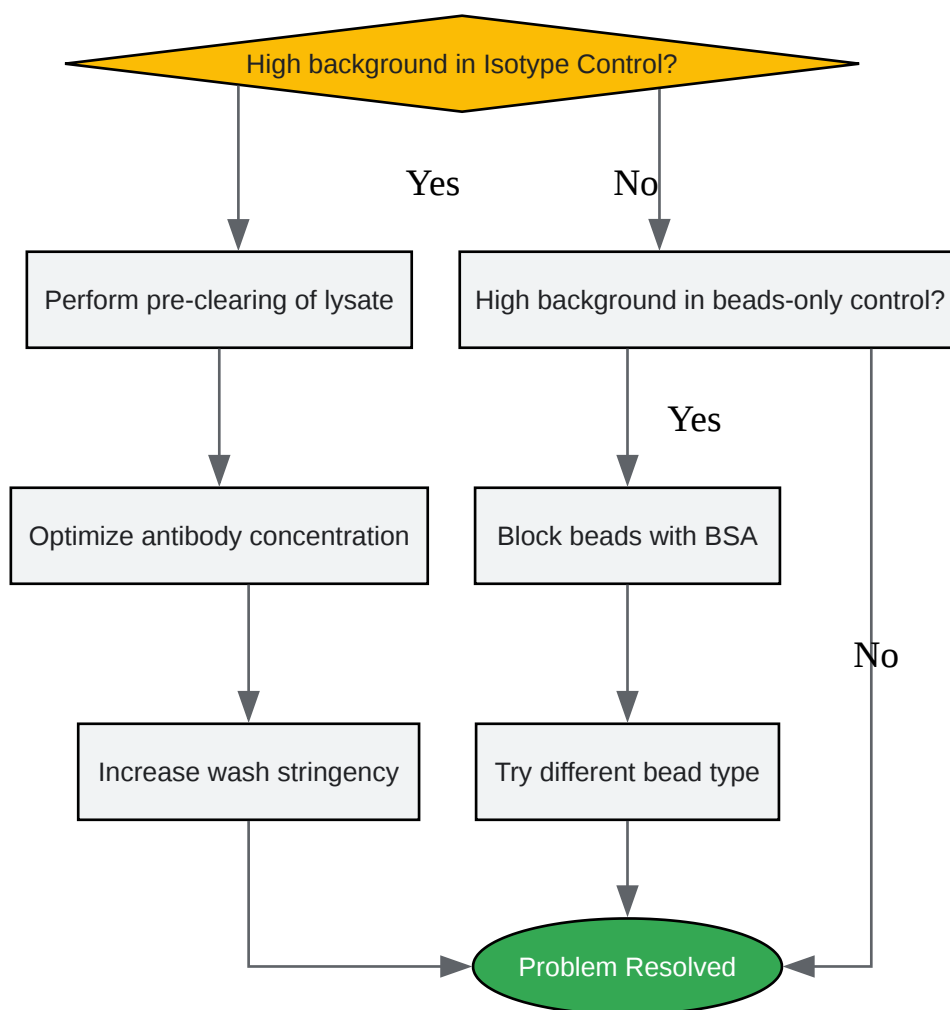 High background in Isotype Control?
Yes
No
Perform pre-clearing of lysate
High background in beads-only control?
Yes
Optimize antibody concentration
Block beads with BSA
No
Increase wash stringency
Try different bead type
Problem Resolved